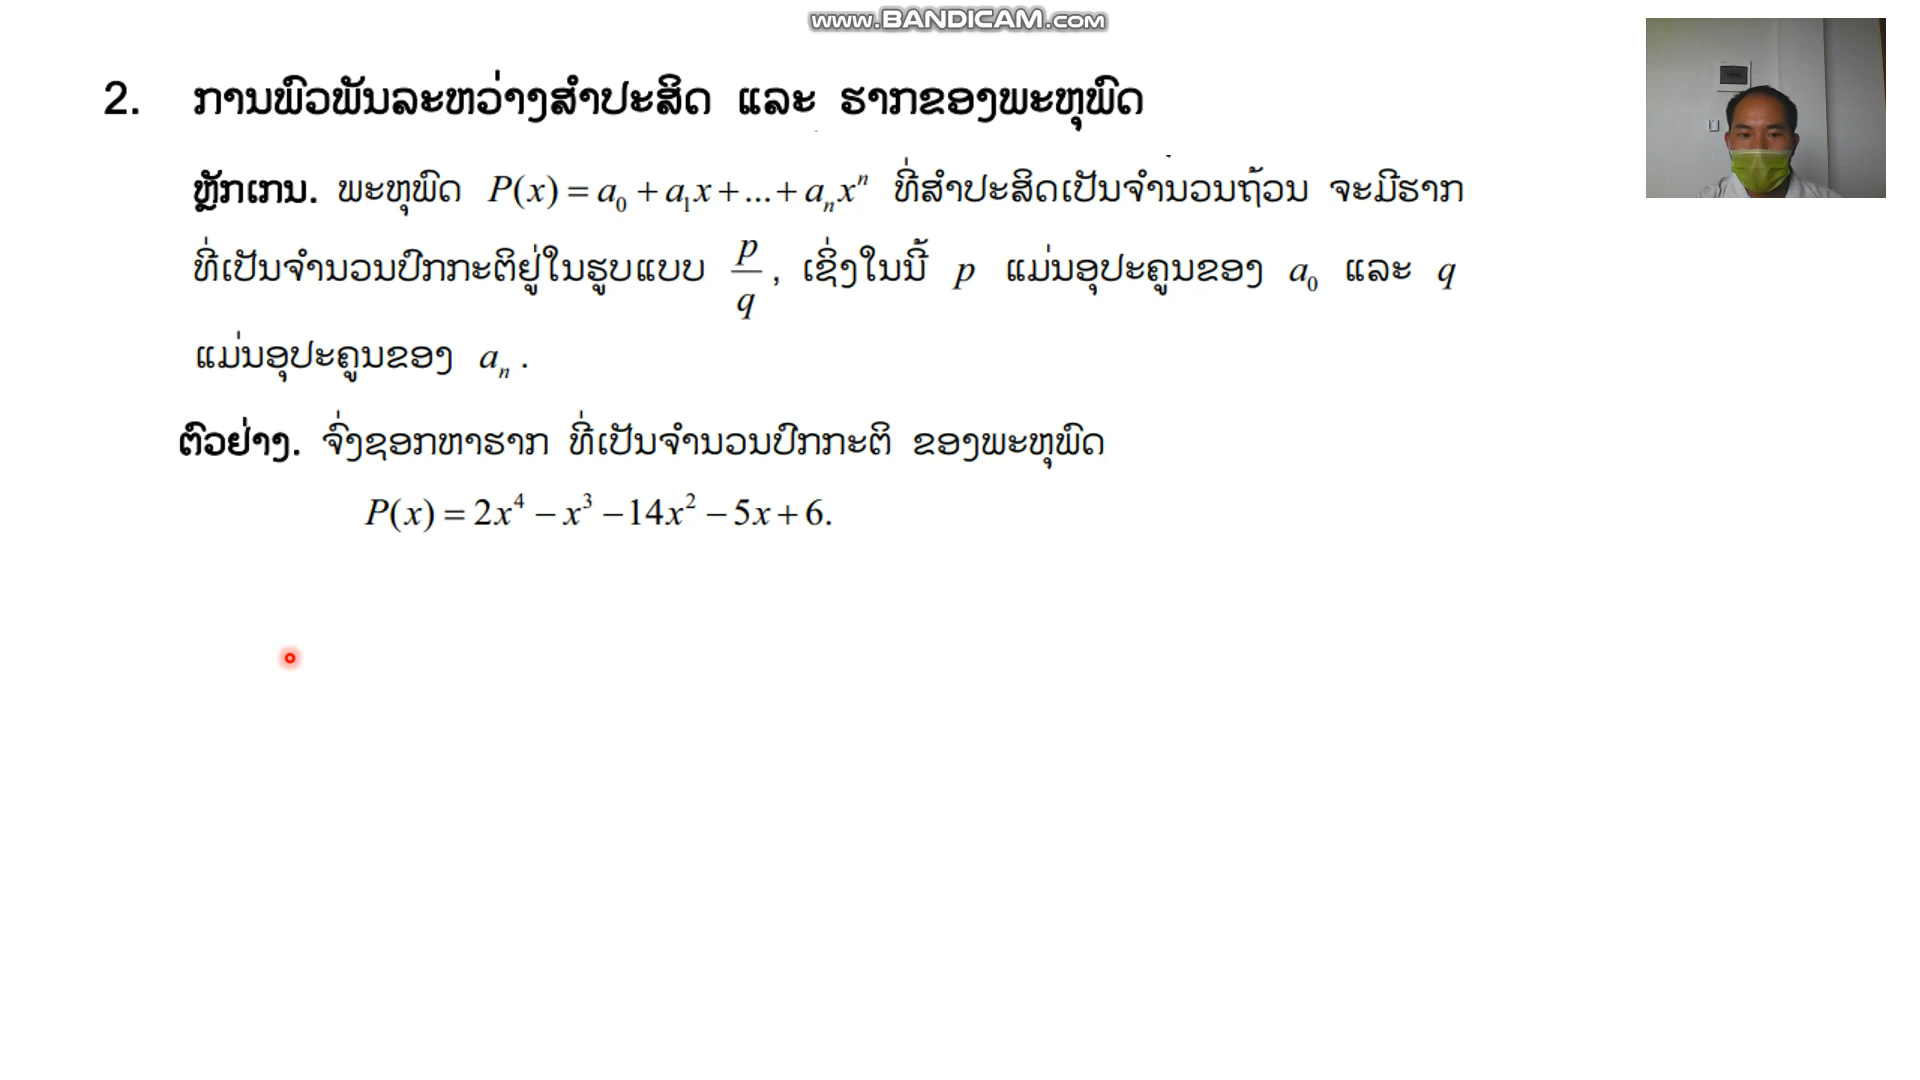 www.BANDICAM.com
2. ການພົວພັນລະຫວ່າງສຳປະສິດ ແລະ ຮາກຂອງພະຫຸພົດ
ຫຼັກເກນ. ພະຫຸພົດ P(x) = a₀ + a₁x + ... + aₙxⁿ ທີ່ສຳປະສິດເປັນຈຳນວນຖ້ວນ ຈະມີຮາກ
ທີ່ເປັນຈຳນວນປົກກະຕິຢູ່ໃນຮູບແບບ p/q, ເຊິ່ງໃນນີ້ p ແມ່ນອຸປະຄູນຂອງ a₀ ແລະ q
ແມ່ນອຸປະຄູນຂອງ aₙ.
ຕົວຢ່າງ. ຈົ່ງຊອກຫາຮາກ ທີ່ເປັນຈຳນວນປົກກະຕິ ຂອງພະຫຸພົດ
P(x) = 2x⁴ − x³ − 14x² − 5x + 6.